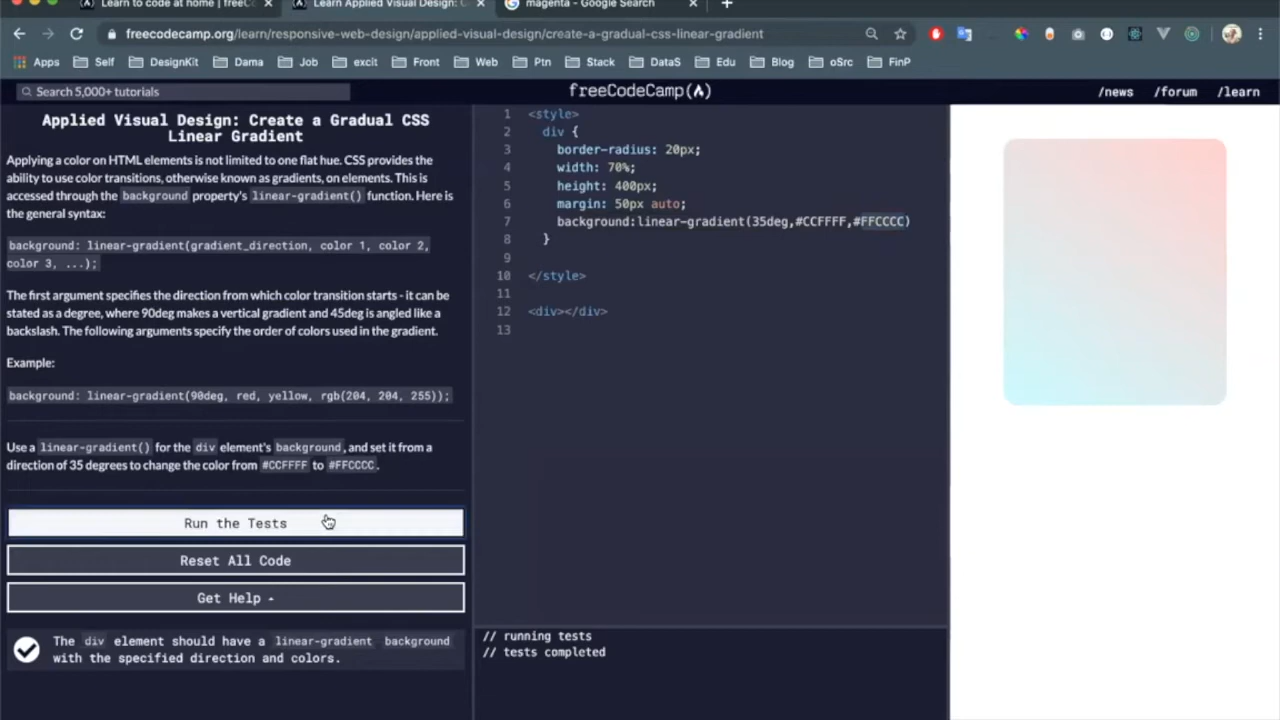 Learn to code at home | freeC
Learn Applied Visual Design: C
magenta - Google Search
freecodecamp.org/learn/responsive-web-design/applied-visual-design/create-a-gradual-css-linear-gradient
Apps Self DesignKit Dama Job excit Front Web Ptn Stack DataS Edu Blog oSrc FinP
Search 5,000+ tutorials
freeCodeCamp
/news /forum /learn
Applied Visual Design: Create a Gradual CSS
Linear Gradient
Applying a color on HTML elements is not limited to one flat hue. CSS provides the
ability to use color transitions, otherwise known as gradients, on elements. This is
accessed through the background property's linear-gradient() function. Here is
the general syntax:
background: linear-gradient(gradient_direction, color 1, color 2,
color 3, ...);
The first argument specifies the direction from which color transition starts - it can be
stated as a degree, where 90deg makes a vertical gradient and 45deg is angled like a
backslash. The following arguments specify the order of colors used in the gradient.
Example:
background: linear-gradient(90deg, red, yellow, rgb(204, 204, 255));
Use a linear-gradient() for the div element's background, and set it from a
direction of 35 degrees to change the color from #CCFFFF to #FFCCCC.
Run the Tests
Reset All Code
Get Help
The div element should have a linear-gradient background
with the specified direction and colors.
1 <style>
2 div {
3 border-radius: 20px;
4 width: 70%;
5 height: 400px;
6 margin: 50px auto;
7 background:linear-gradient(35deg,#CCFFFF,#FFCCCC)
8 }
9
10 </style>
11
12 <div></div>
13
// running tests
// tests completed